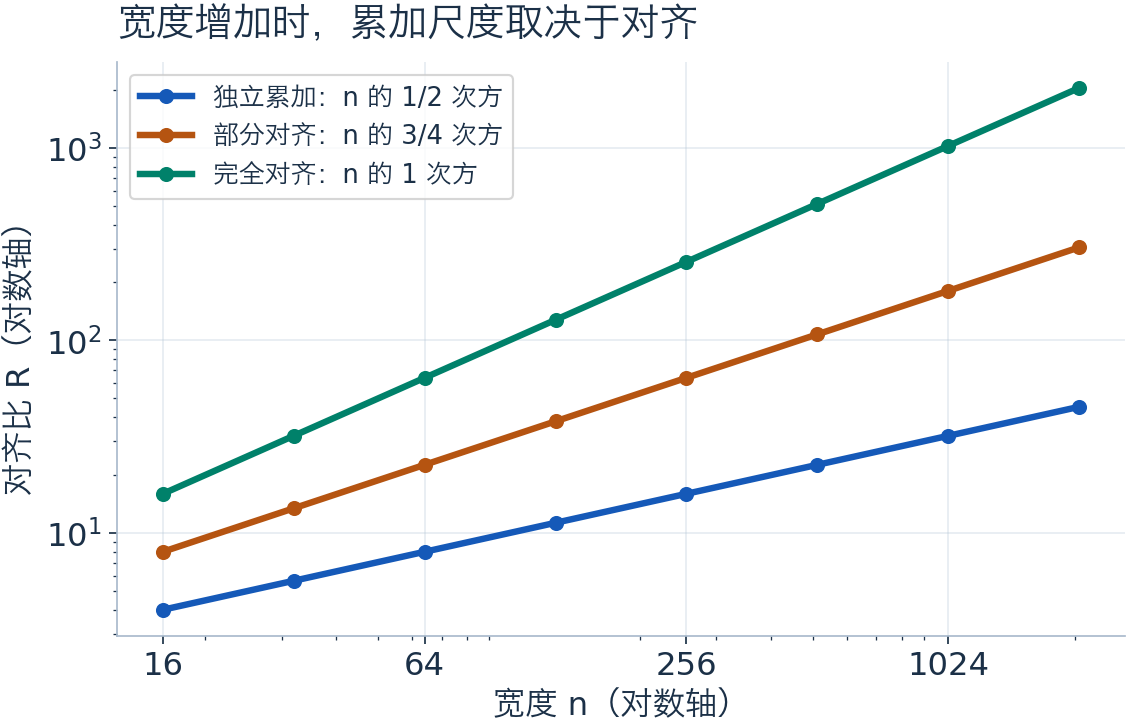 宽度增加时，累加尺度取决于对齐
独立累加：n 的 1/2 次方
部分对齐：n 的 3/4 次方
完全对齐：n 的 1 次方
对齐比 R（对数轴）
10³
10²
10¹
16 64 256 1024
宽度 n（对数轴）